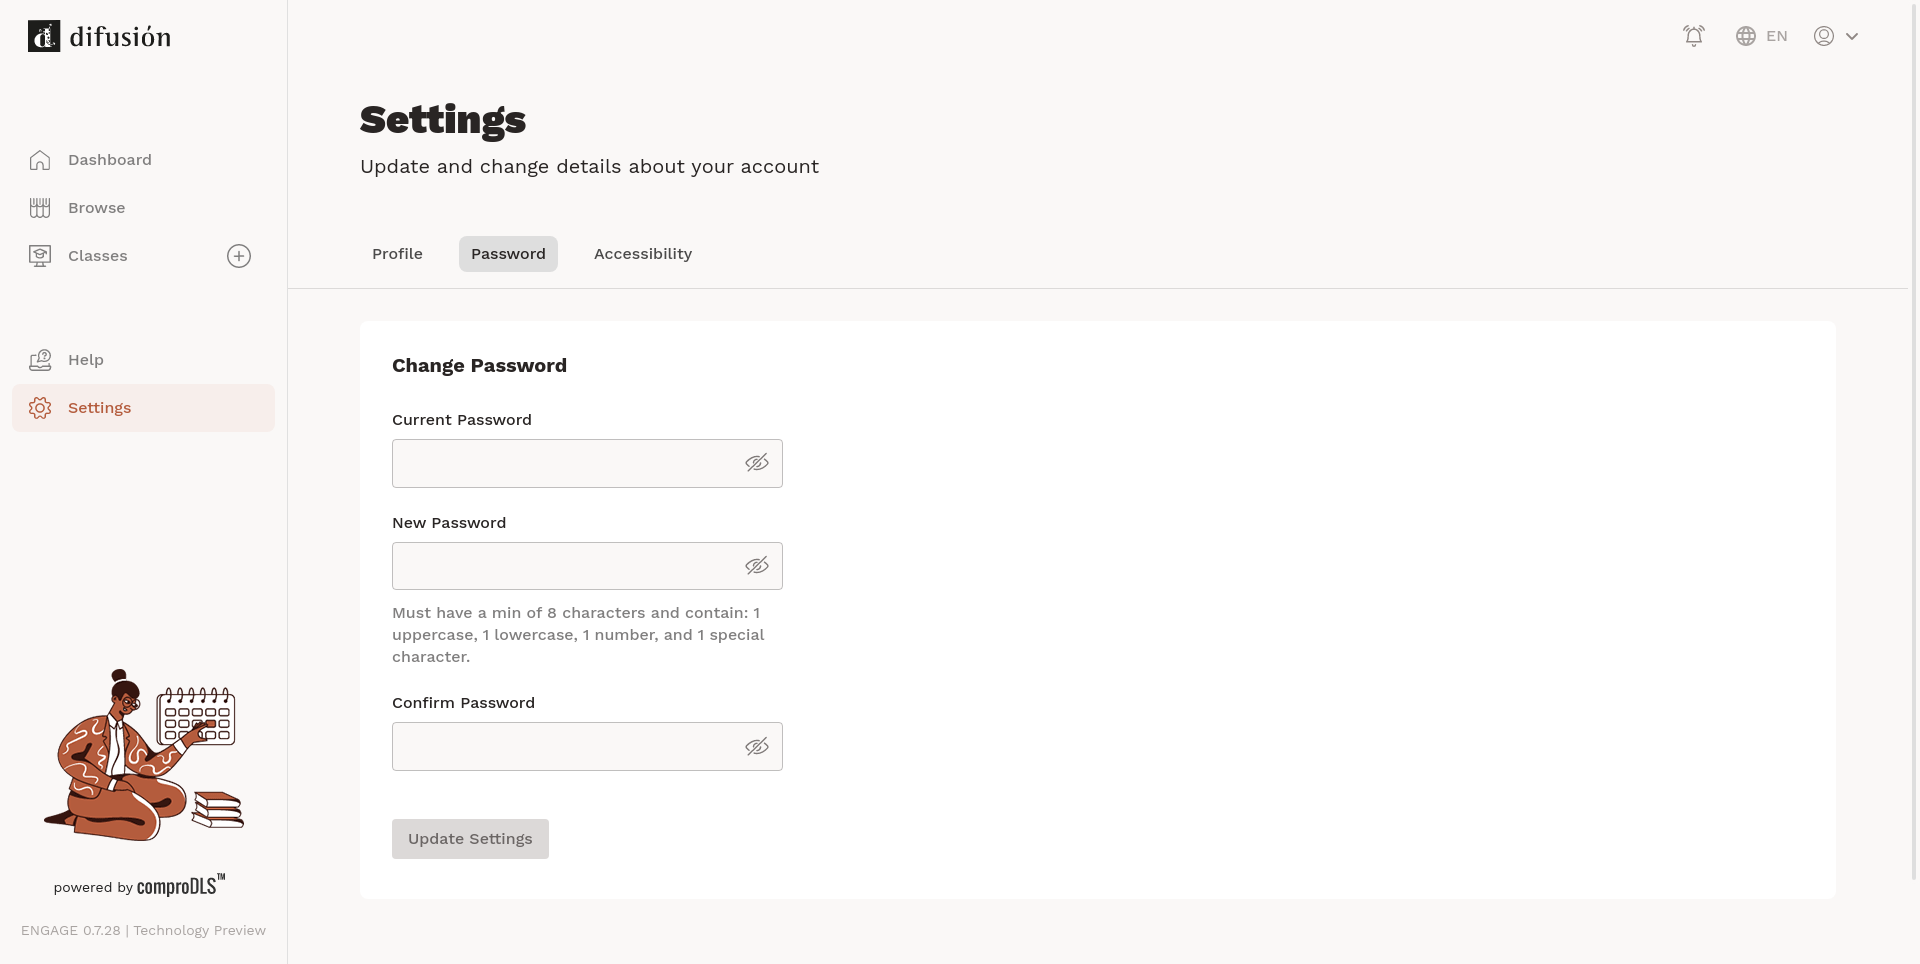 difusión
EN
Dashboard
Browse
Classes
Help
Settings
powered by comproDLS™
ENGAGE 0.7.28 | Technology Preview
Settings
Update and change details about your account
Profile
Password
Accessibility
Change Password
Current Password
New Password
Must have a min of 8 characters and contain: 1
uppercase, 1 lowercase, 1 number, and 1 special
character.
Confirm Password
Update Settings